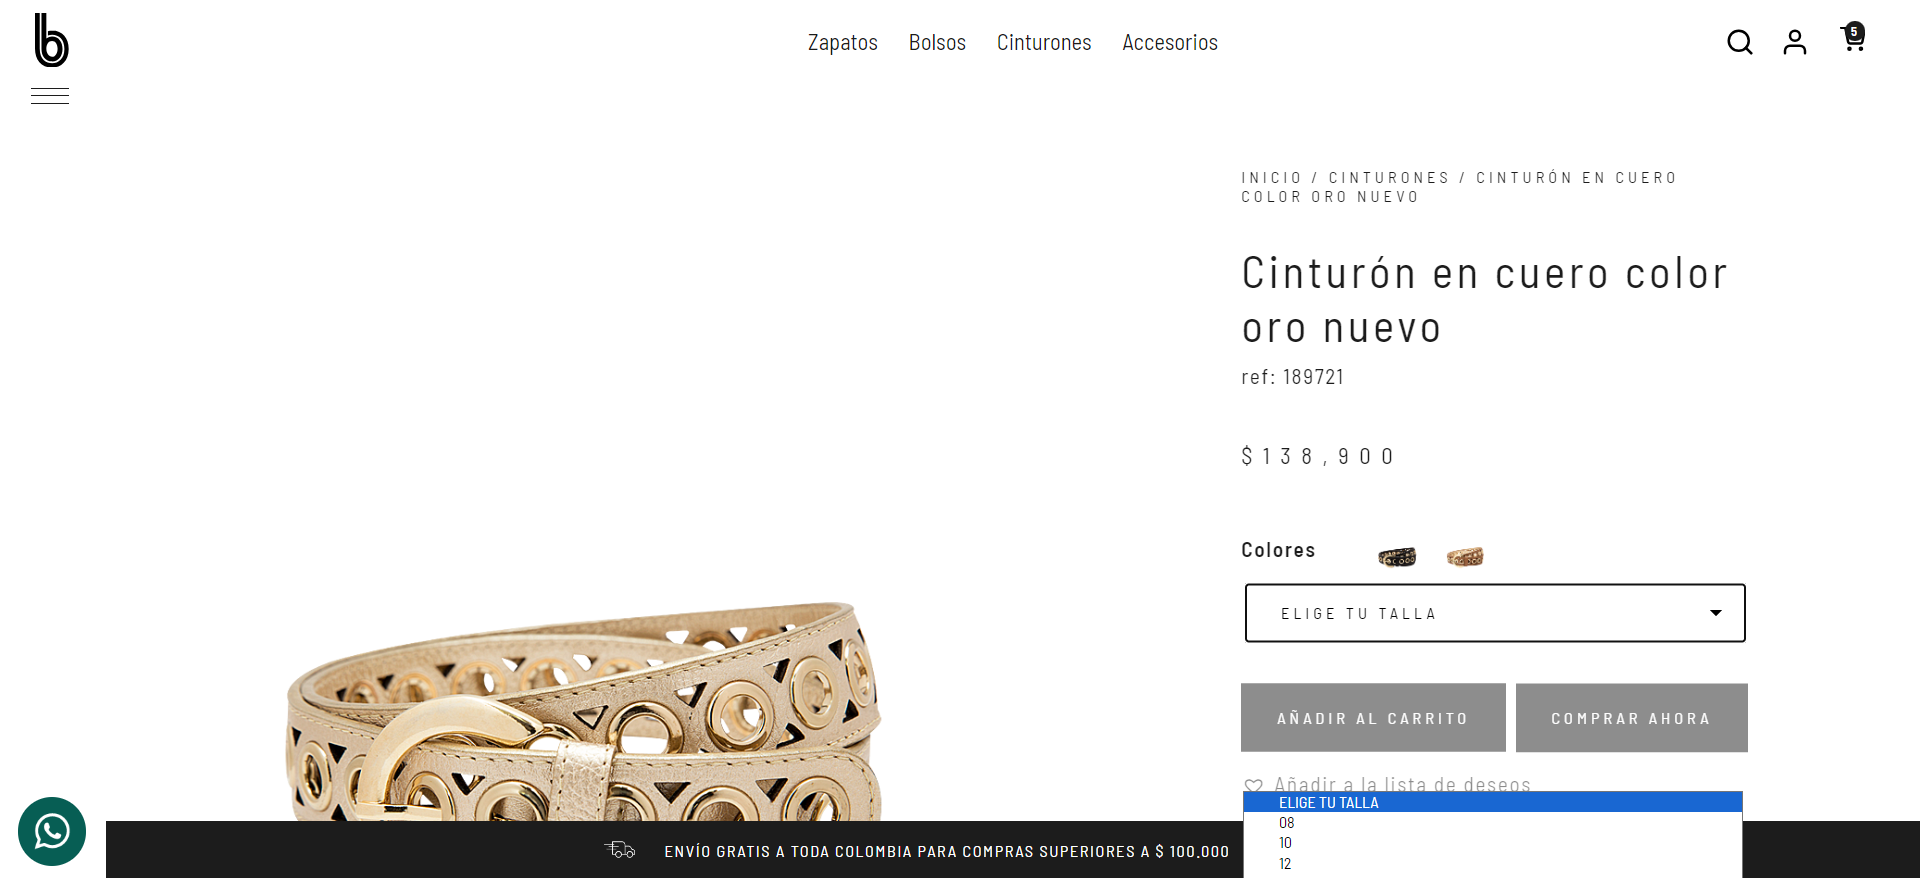 b
Zapatos Bolsos Cinturones Accesorios
5
INICIO / CINTURONES / CINTURÓN EN CUERO
COLOR ORO NUEVO
Cinturón en cuero color
oro nuevo
ref: 189721
$138,900
Colores
ELIGE TU TALLA
AÑADIR AL CARRITO COMPRAR AHORA
Añadir a la lista de deseos
ELIGE TU TALLA
08
10
12
ENVÍO GRATIS A TODA COLOMBIA PARA COMPRAS SUPERIORES A $ 100.000